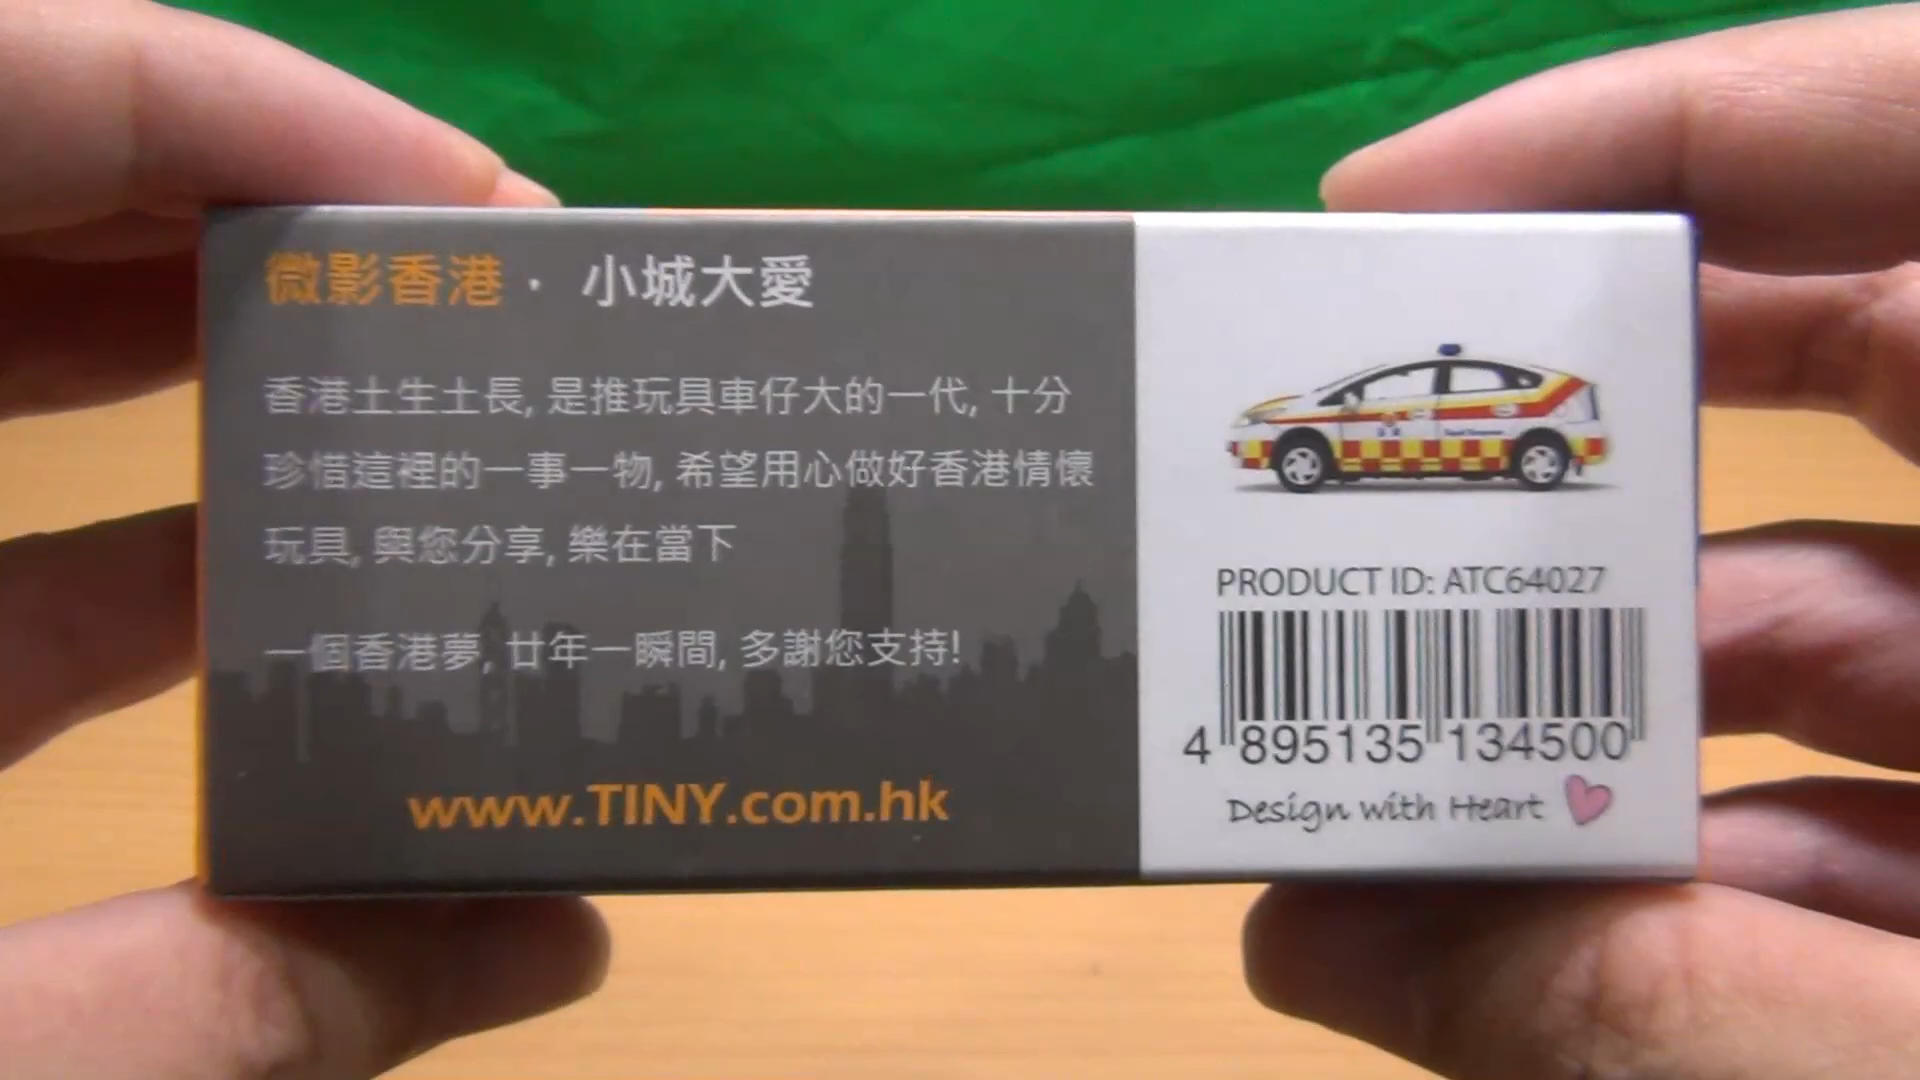 微影香港 · 小城大愛
香港土生土長, 是推玩具車仔大的一代, 十分
珍惜這裡的一事一物, 希望用心做好香港情懷
玩具, 與您分享, 樂在當下
一個香港夢, 廿年一瞬間, 多謝您支持!
www.TINY.com.hk
PRODUCT ID: ATC64027
4 895135 134500
Design with Heart